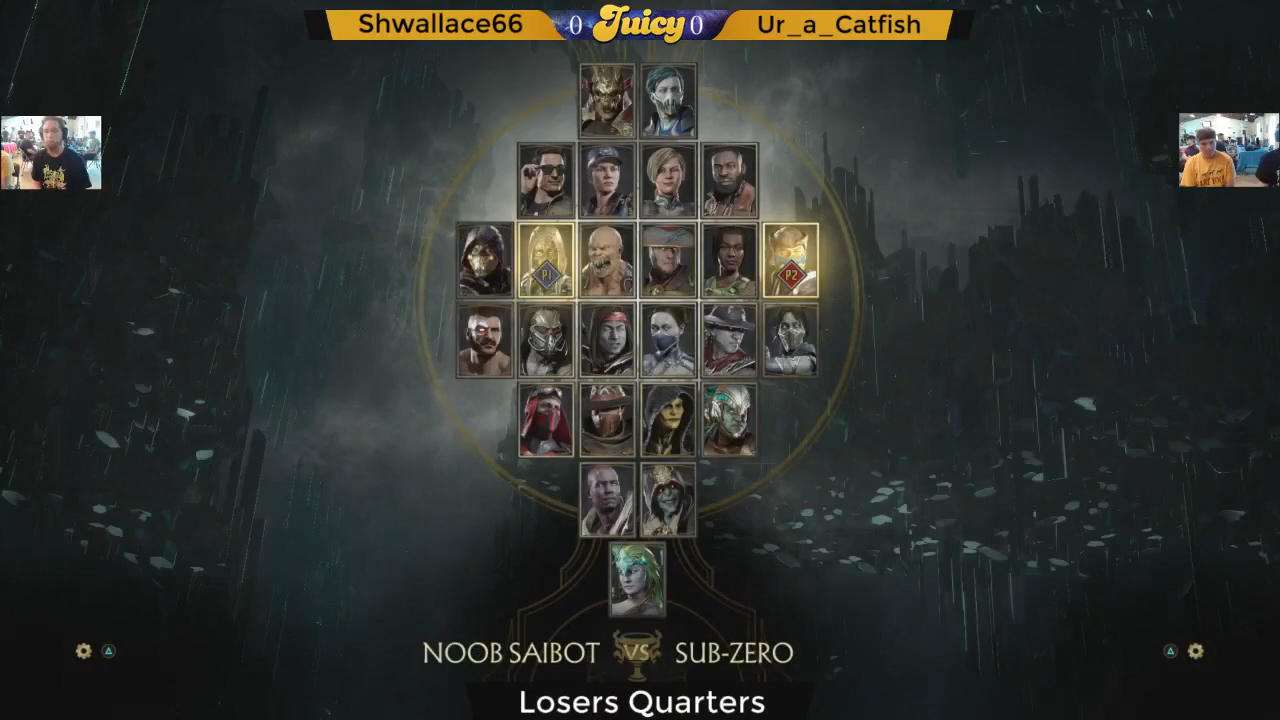 Shwallace66 0 Juicy 0 Ur_a_Catfish
P1 P2
NOOB SAIBOT VS SUB-ZERO
Losers Quarters